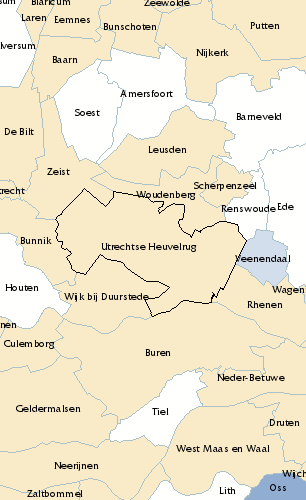 Blaricum
Zeewolde
Laren
Eemnes
Bunschoten
Putten
lversum
Nijkerk
Baarn
Amersfoort
Soest
Barneveld
De Bilt
Leusden
Zeist
Scherpenzeel
trecht
Woudenberg
Renswoude
Ede
Bunnik
Utrechtse Heuvelrug
Veenendaal
Houten
Wijk bij Duurstede
Wagen
Rhenen
nen
Culemborg
Buren
Neder-Betuwe
Geldermalsen
Tiel
Druten
West Maas en Waal
Neerijnen
Wijch
Zaltbommel
Lith
Oss